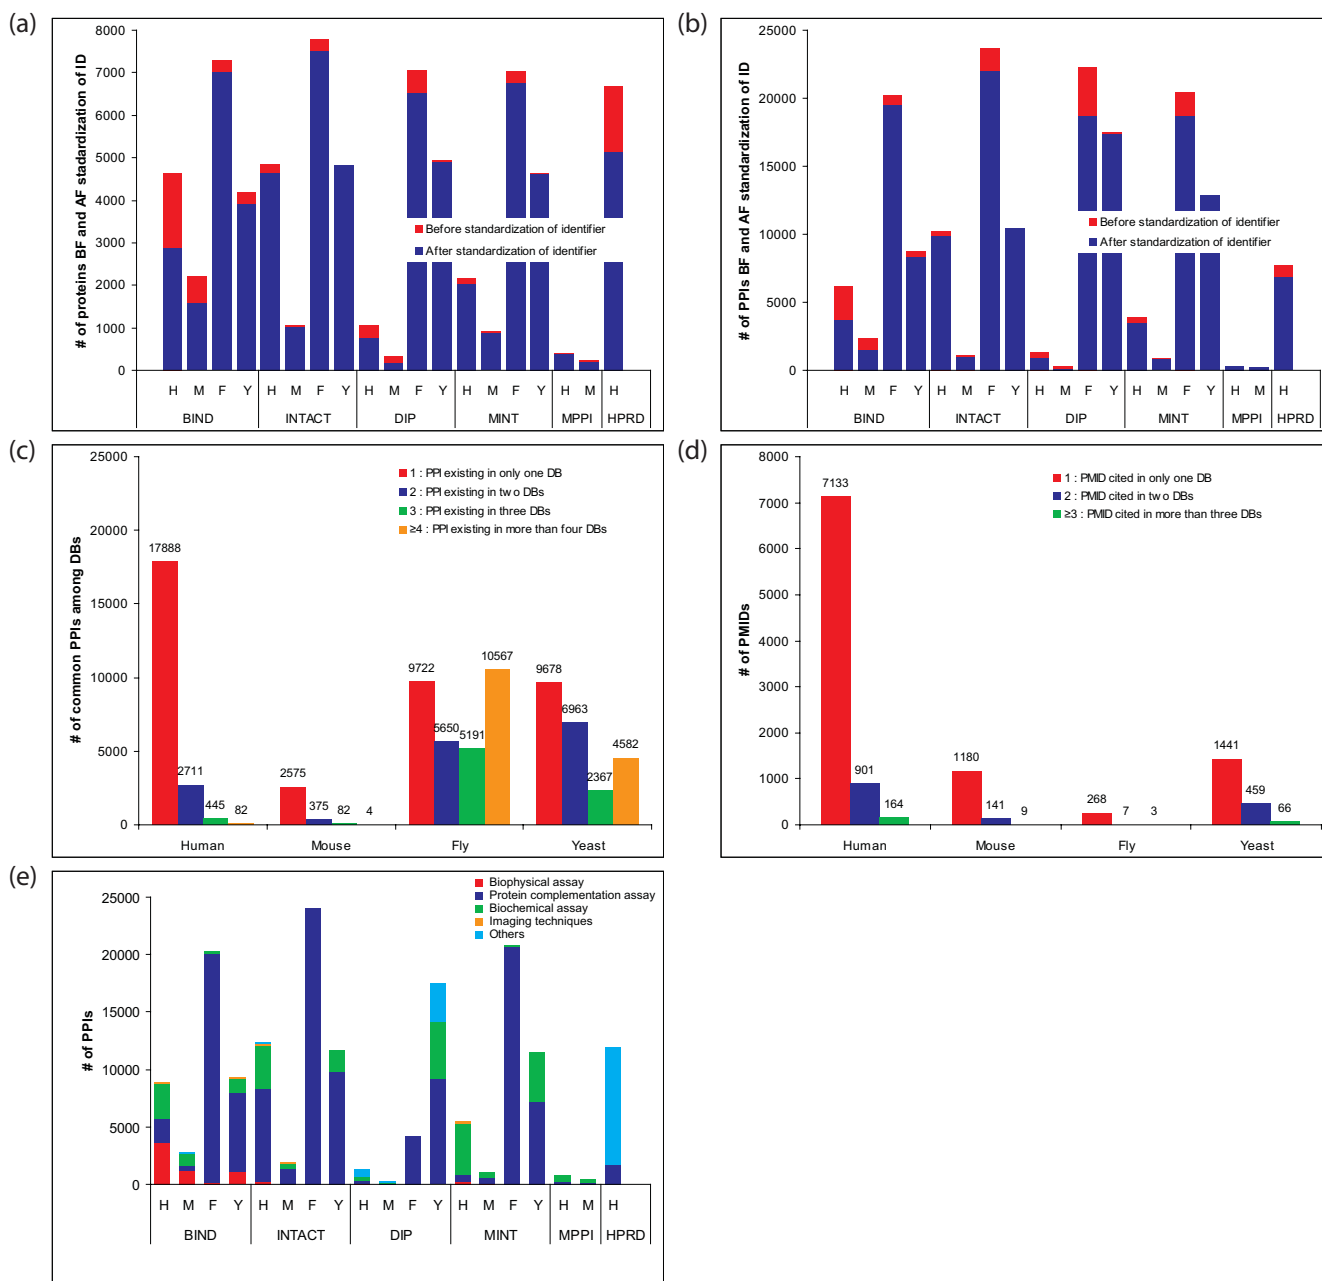 (a)
# of proteins BF and AF stadardization of ID
8000
7000
6000
5000
4000
3000
2000
1000
0
Before standardization of identifier
After standardization of identifier
H M F Y H M F Y H M F Y H M F Y H M H
BIND INTACT DIP MINT MPPI HPRD
(b)
# of PPIs BF and AF standardization of ID
25000
20000
15000
10000
5000
0
Before standardization of identifier
After standardization of identifier
H M F Y H M F Y H M F Y H M F Y H M H
BIND INTACT DIP MINT MPPI HPRD
(c)
# of common PPIs among DBs
25000
20000
15000
10000
5000
0
1 : PPI existing in only one DB
2 : PPI existing in two DBs
3 : PPI existing in three DBs
≥4 : PPI existing in more than four DBs
17888 2711 445 82
2575 375 82 4
9722 5650 5191 10567
9678 6963 2367 4582
Human Mouse Fly Yeast
(d)
# of PMIDs
8000
7000
6000
5000
4000
3000
2000
1000
0
1 : PMID cited in only one DB
2 : PMID cited in two DBs
≥3 : PMID cited in more than three DBs
7133 901 164
1180 141 9
268 7 3
1441 459 66
Human Mouse Fly Yeast
(e)
# of PPIs
25000
20000
15000
10000
5000
0
Biophysical assay
Protein complementation assay
Biochemical assay
Imaging techniques
Others
H M F Y H M F Y H M F Y H M F Y H M H
BIND INTACT DIP MINT MPPI HPRD